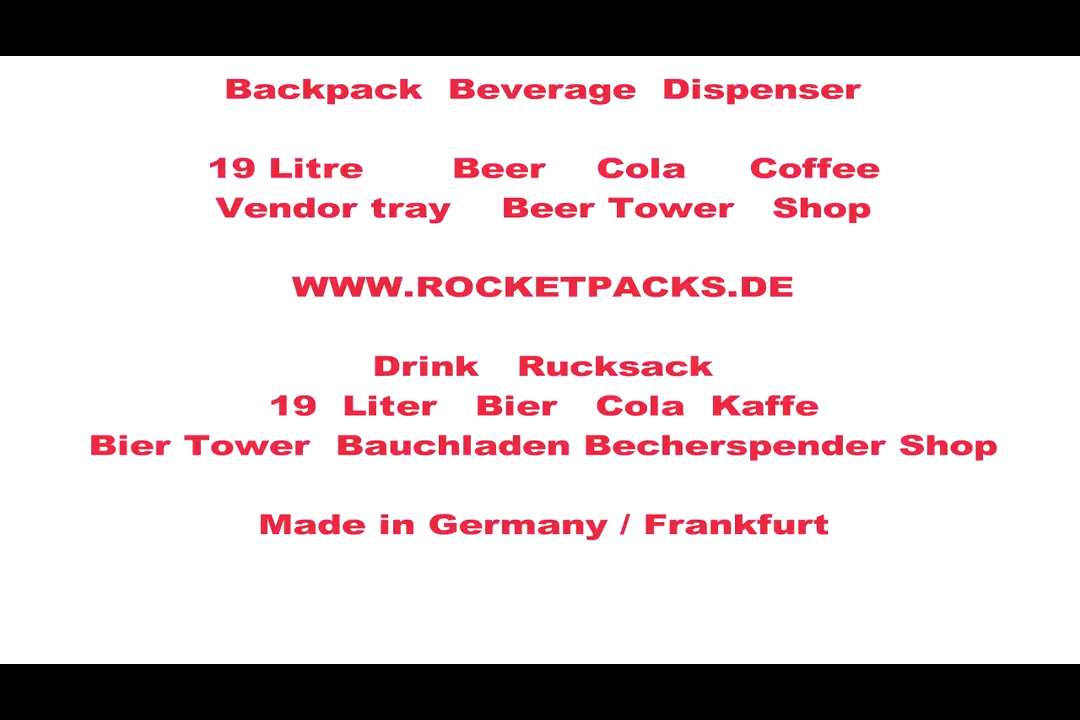 Backpack Beverage Dispenser
19 Litre Beer Cola Coffee
Vendor tray Beer Tower Shop
WWW.ROCKETPACKS.DE
Drink Rucksack
19 Liter Bier Cola Kaffe
Bier Tower Bauchladen Becherspender Shop
Made in Germany / Frankfurt